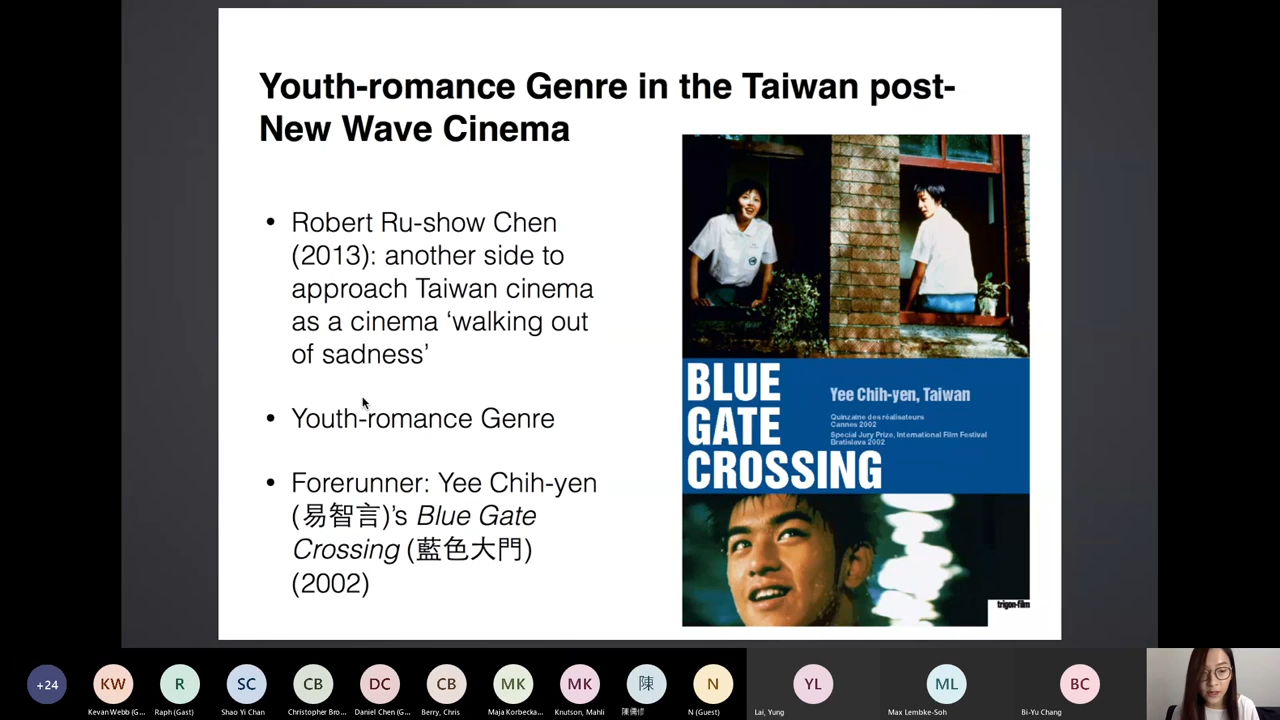 Youth-romance Genre in the Taiwan post-
New Wave Cinema
• Robert Ru-show Chen
(2013): another side to
approach Taiwan cinema
as a cinema ‘walking out
of sadness’
• Youth-romance Genre
• Forerunner: Yee Chih-yen
(易智言)’s Blue Gate
Crossing (藍色大門)
(2002)
BLUE
GATE
CROSSING
Yee Chih-yen, Taiwan
Quinzaine des réalisateurs
Cannes 2002
Special Jury Prize, International Film Festival
Bratislava 2002
trigon-film
+24
KW
R
SC
CB
DC
CB
MK
MK
陳
N
YL
ML
BC
Kevan Webb (G...
Raph (Gast)
Shao Yi Chan
Christopher Bro...
Daniel Chen (G...
Berry, Chris
Maja Korbecka...
Knutson, Mahli
N (Guest)
Lai, Yung
Max Lembke-Soh
Bi-Yu Chang